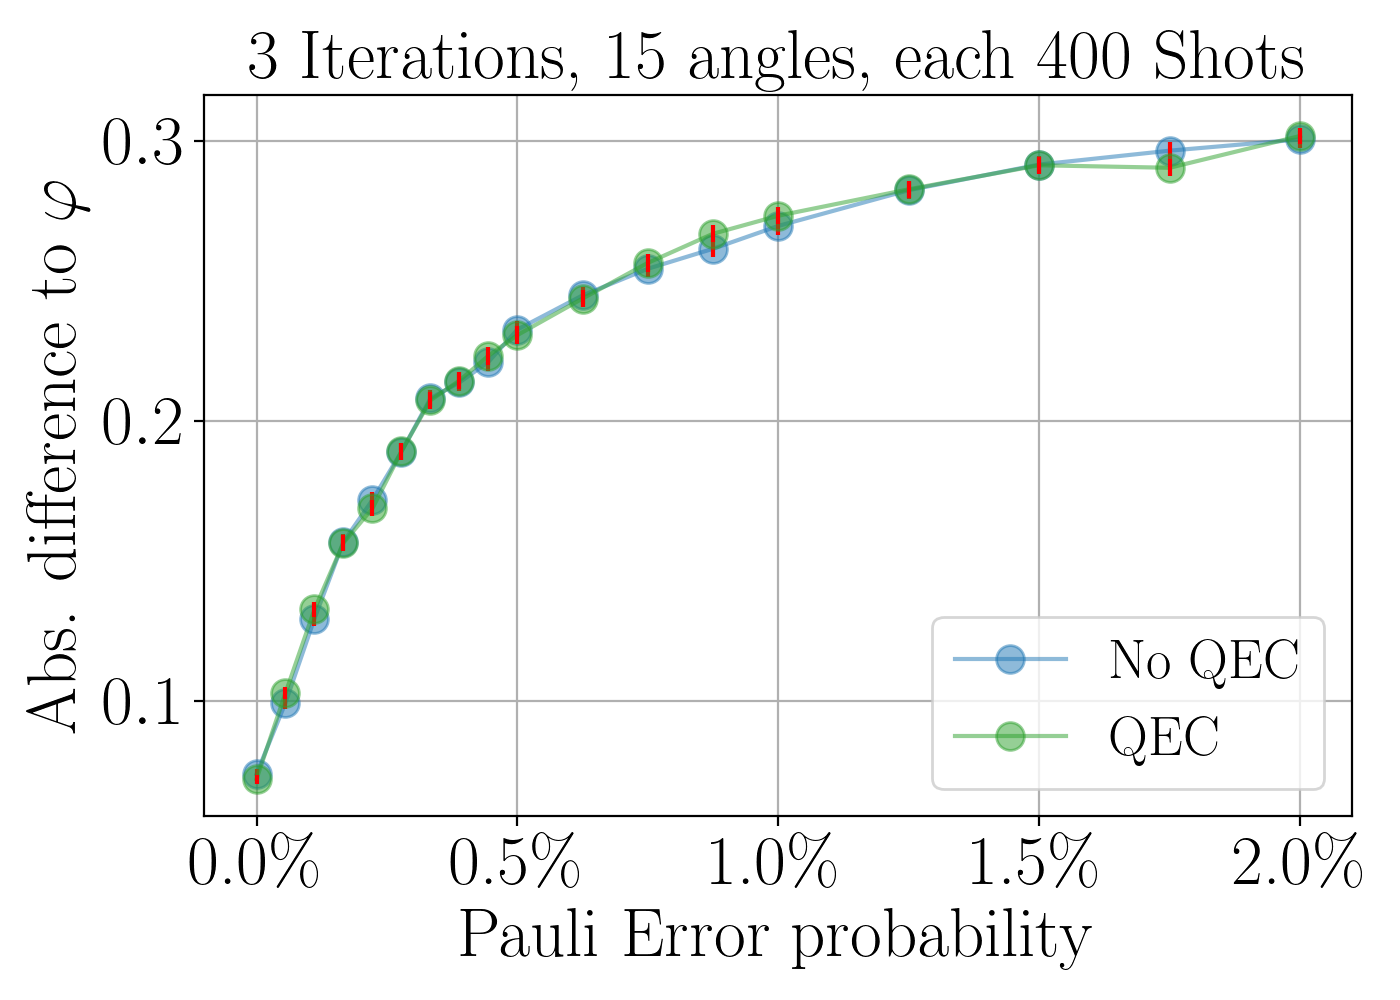 3 Iterations, 15 angles, each 400 Shots
Abs. difference to φ
0.3
0.2
0.1
No QEC
QEC
0.0% 0.5% 1.0% 1.5% 2.0%
Pauli Error probability